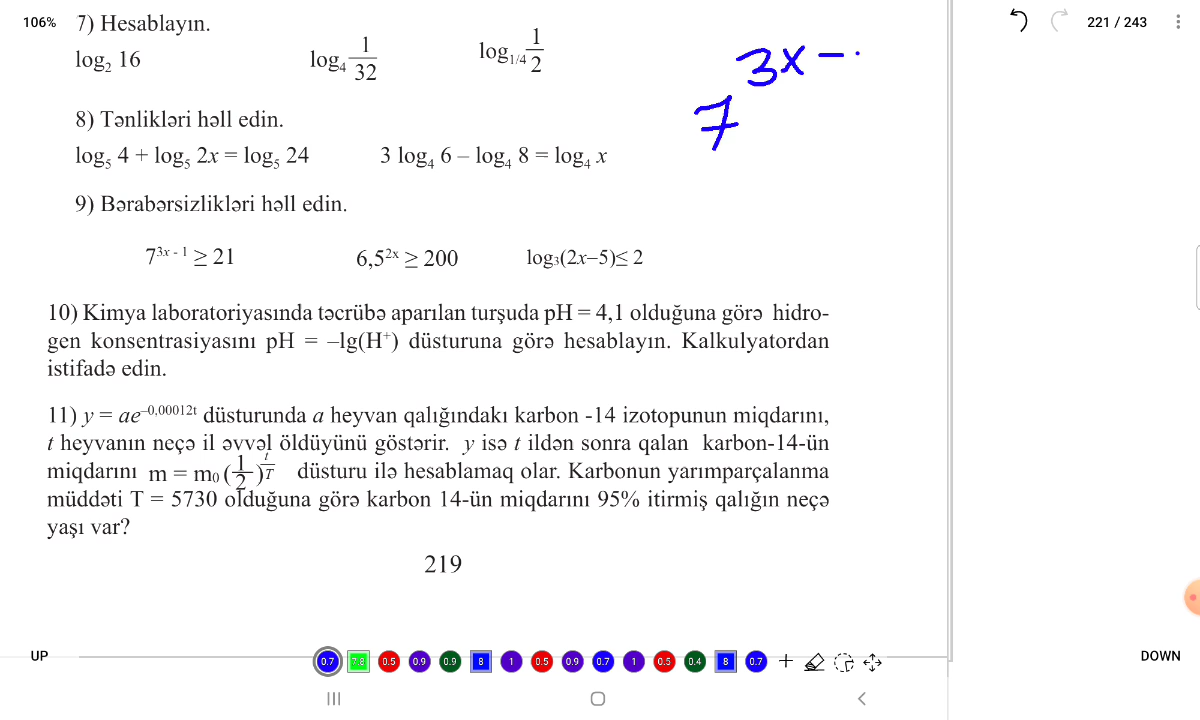 106%
221 / 243
7) Hesablayın.
log₂ 16    log₄ 1/32    log₁/₄ 1/2
7^(3x –
8) Tənlikləri həll edin.
log₅ 4 + log₅ 2x = log₅ 24    3 log₄ 6 – log₄ 8 = log₄ x
9) Bərabərsizlikləri həll edin.
7³ˣ ⁻ ¹ ≥ 21    6,5²ˣ ≥ 200    log₃(2x–5)≤ 2
10) Kimya laboratoriyasında təcrübə aparılan turşuda pH = 4,1 olduğuna görə hidro-
gen konsentrasiyasını pH = –lg(H⁺) düsturuna görə hesablayın. Kalkulyatordan
istifadə edin.
11) y = ae^(–0,00012t) düsturunda a heyvan qalığındakı karbon -14 izotopunun miqdarını,
t heyvanın neçə il əvvəl öldüyünü göstərir. y isə t ildən sonra qalan karbon-14-ün
miqdarını m = m₀ (1/2)^(t/T) düsturu ilə hesablamaq olar. Karbonun yarımparçalanma
müddəti T = 5730 olduğuna görə karbon 14-ün miqdarını 95% itirmiş qalığın neçə
yaşı var?
219
UP
0.7 7.8 0.5 0.9 0.9 8 1 0.5 0.9 0.7 1 0.5 0.4 8 0.7
DOWN